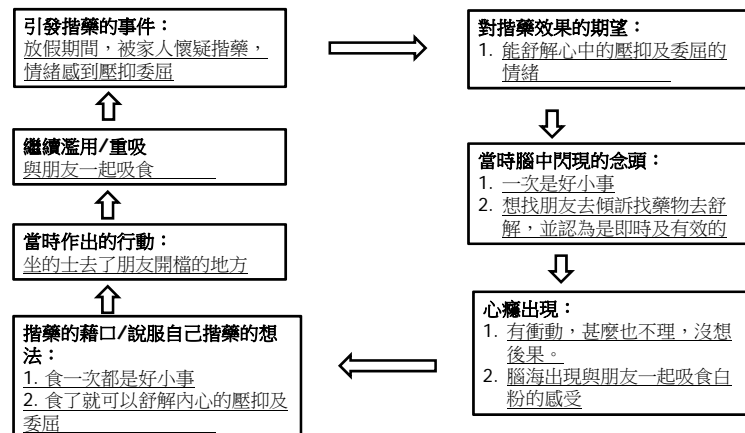 引發揩藥的事件：
放假期間，被家人懷疑揩藥，
情緒感到壓抑委屈
對揩藥效果的期望：
1. 能舒解心中的壓抑及委屈的
情緒
當時腦中閃現的念頭：
1. 一次是好小事
2. 想找朋友去傾訴找藥物去舒
解，並認為是即時及有效的
心癮出現：
1. 有衝動，甚麼也不理，沒想
後果。
2. 腦海出現與朋友一起吸食白
粉的感受
揩藥的藉口/說服自己揩藥的想
法：
1. 食一次都是好小事
2. 食了就可以舒解內心的壓抑及
委屈
當時作出的行動：
坐的士去了朋友開檔的地方
繼續濫用/重吸
與朋友一起吸食